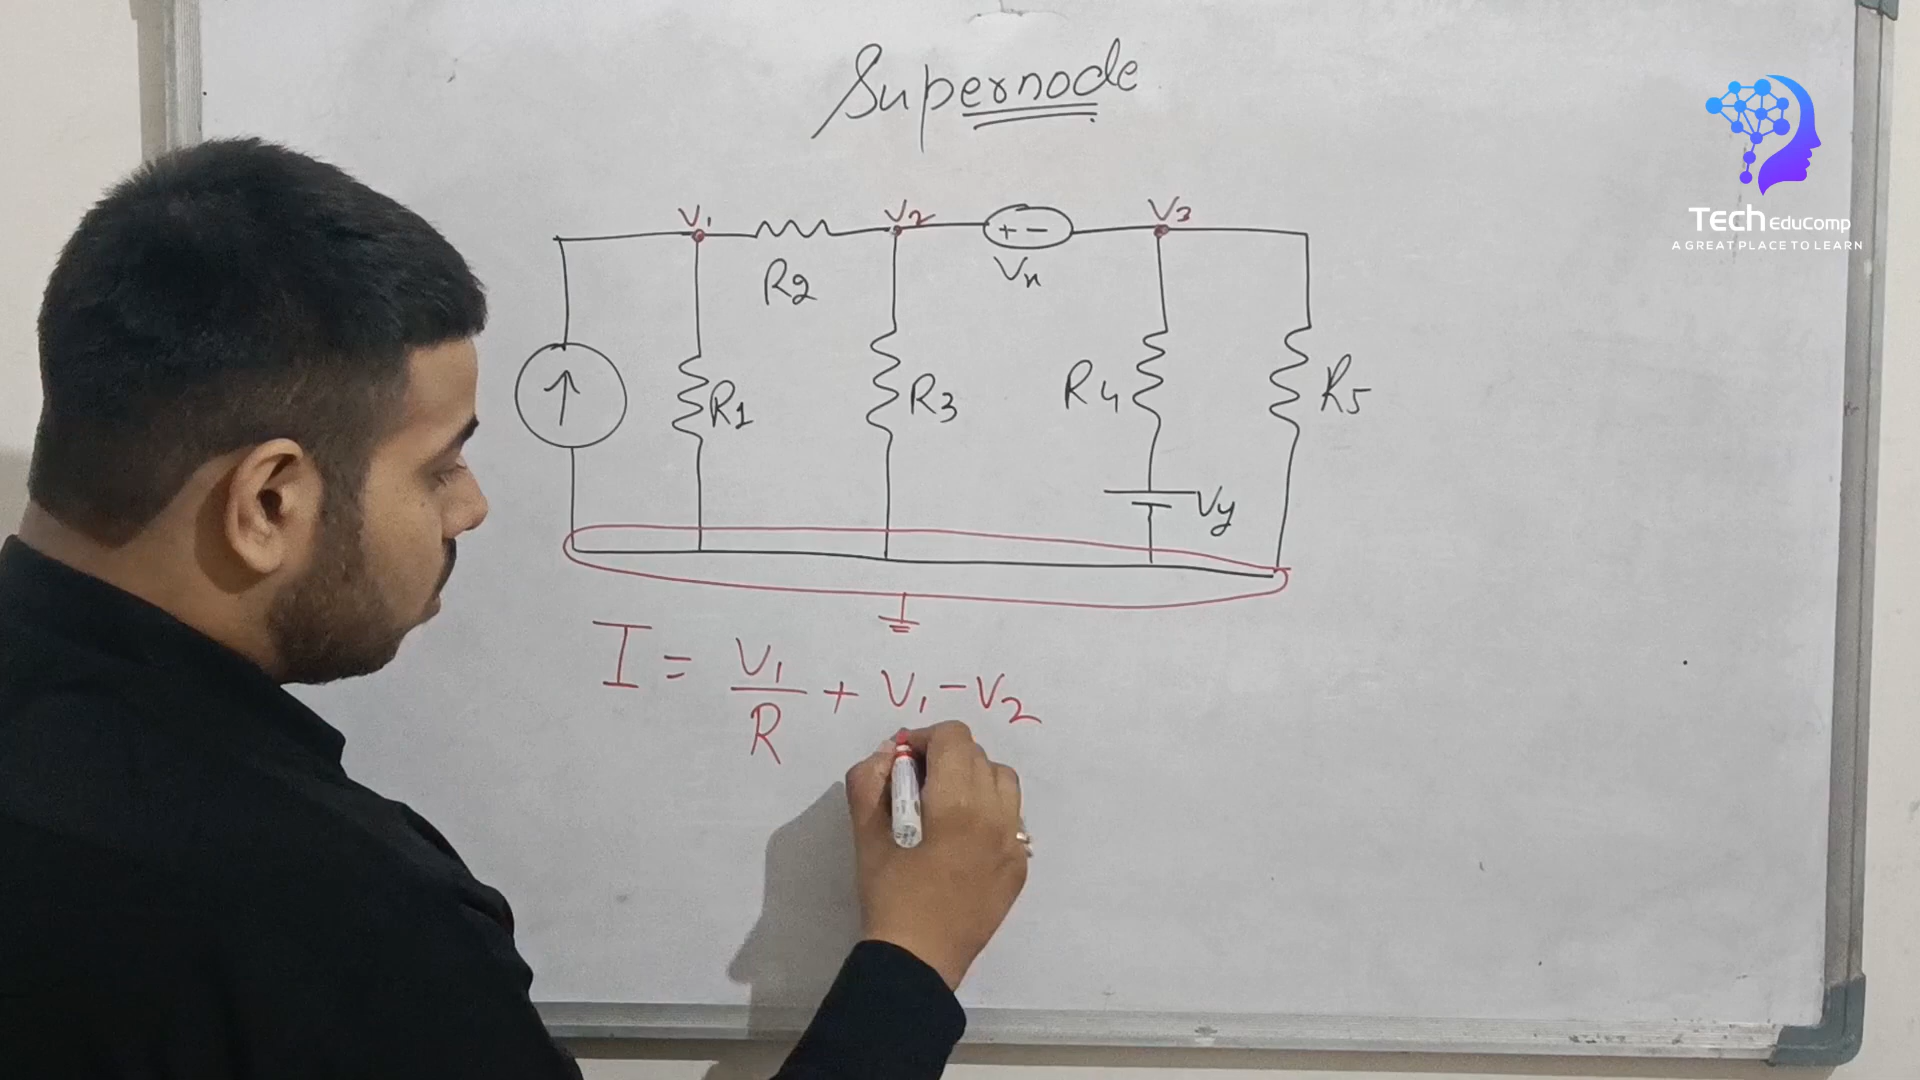 Supernode
Tech EduComp
A GREAT PLACE TO LEARN
V1 V2 V3
+ -
R2 Vx
R1 R3 R4 R5
Vy
I = V1/R + V1 - V2